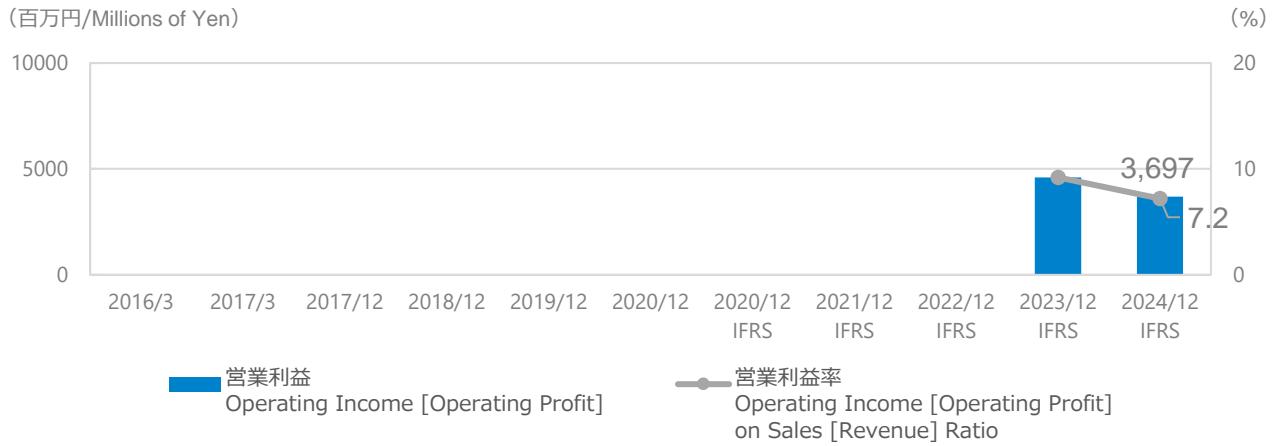 （百万円/Millions of Yen）
（%）
10000
5000
0
20
10
0
3,697
7.2
2016/3
2017/3
2017/12
2018/12
2019/12
2020/12
2020/12
IFRS
2021/12
IFRS
2022/12
IFRS
2023/12
IFRS
2024/12
IFRS
営業利益
Operating Income [Operating Profit]
営業利益率
Operating Income [Operating Profit]
on Sales [Revenue] Ratio